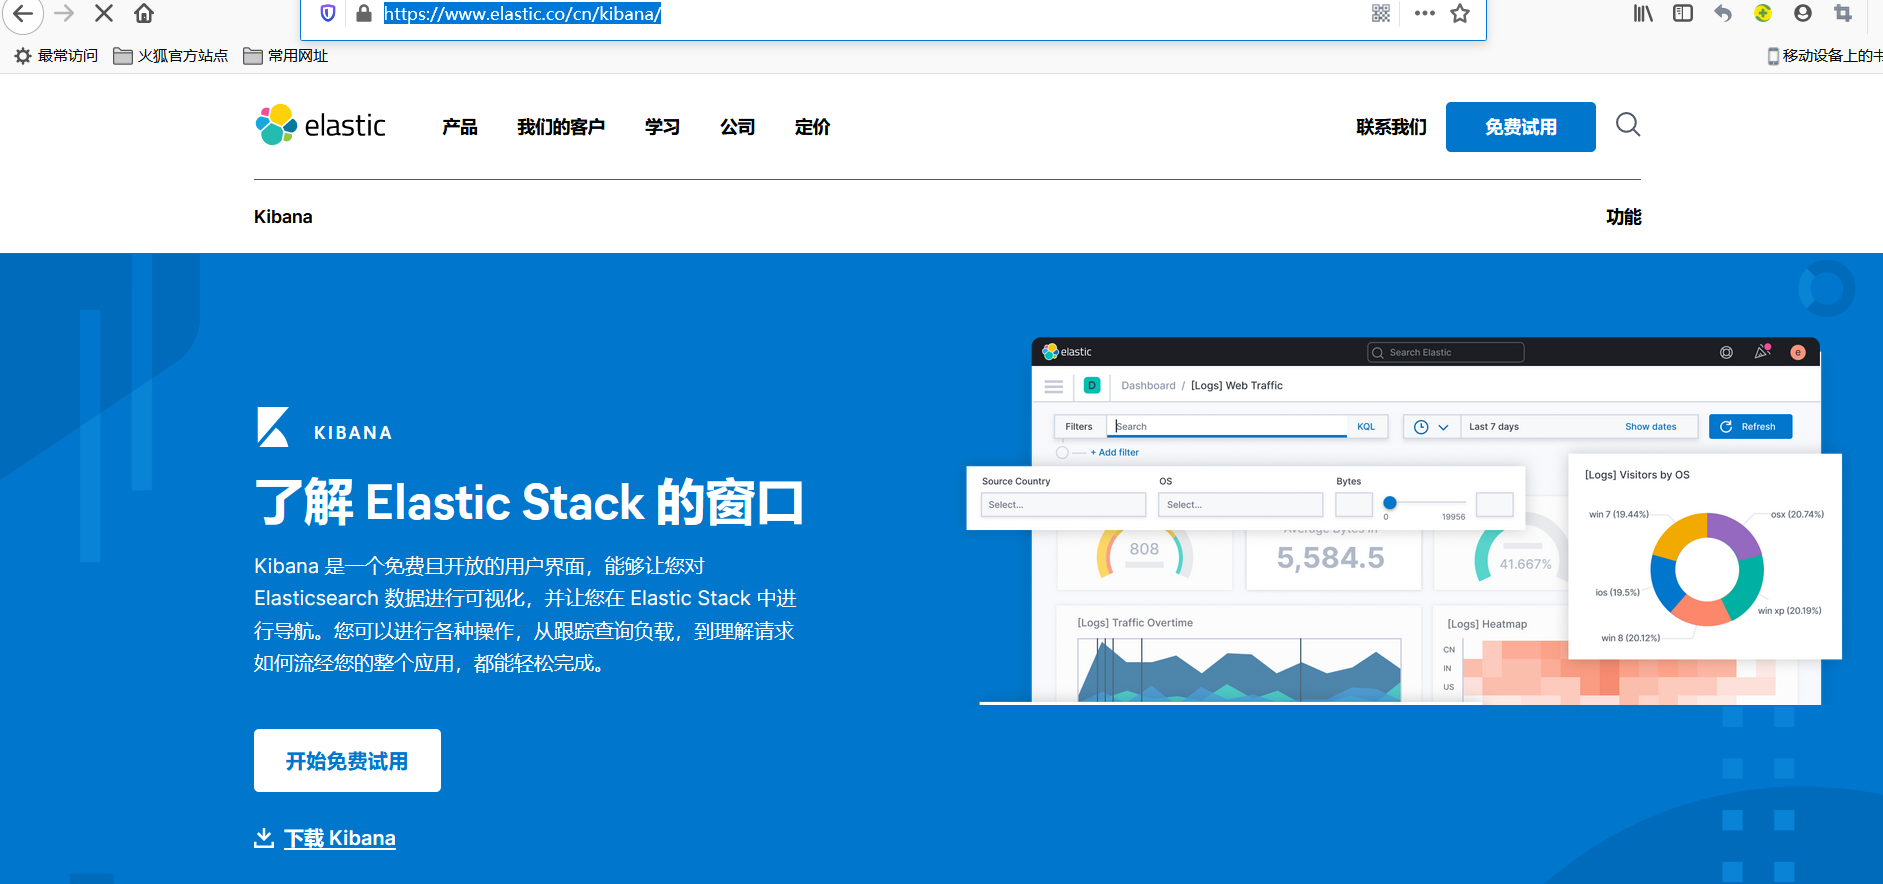 https://www.elastic.co/cn/kibana/
最常访问 火狐官方站点 常用网址
移动设备上的书
elastic 产品 我们的客户 学习 公司 定价 联系我们 免费试用
Kibana 功能
KIBANA
了解 Elastic Stack 的窗口
Kibana 是一个免费且开放的用户界面，能够让您对
Elasticsearch 数据进行可视化，并让您在 Elastic Stack 中进
行导航。您可以进行各种操作，从跟踪查询负载，到理解请求
如何流经您的整个应用，都能轻松完成。
开始免费试用
下载 Kibana
elastic Search Elastic e
D Dashboard / [Logs] Web Traffic
Filters Search KQL Last 7 days Show dates Refresh
+ Add filter
Source Country OS Bytes
Select... Select...
0 19956
808
Average Bytes In
5,584.5
41.667%
[Logs] Visitors by OS
win 7 (19.44%) osx (20.74%)
ios (19.5%) win xp (20.19%)
win 8 (20.12%)
[Logs] Traffic Overtime
[Logs] Heatmap
CN
IN
US